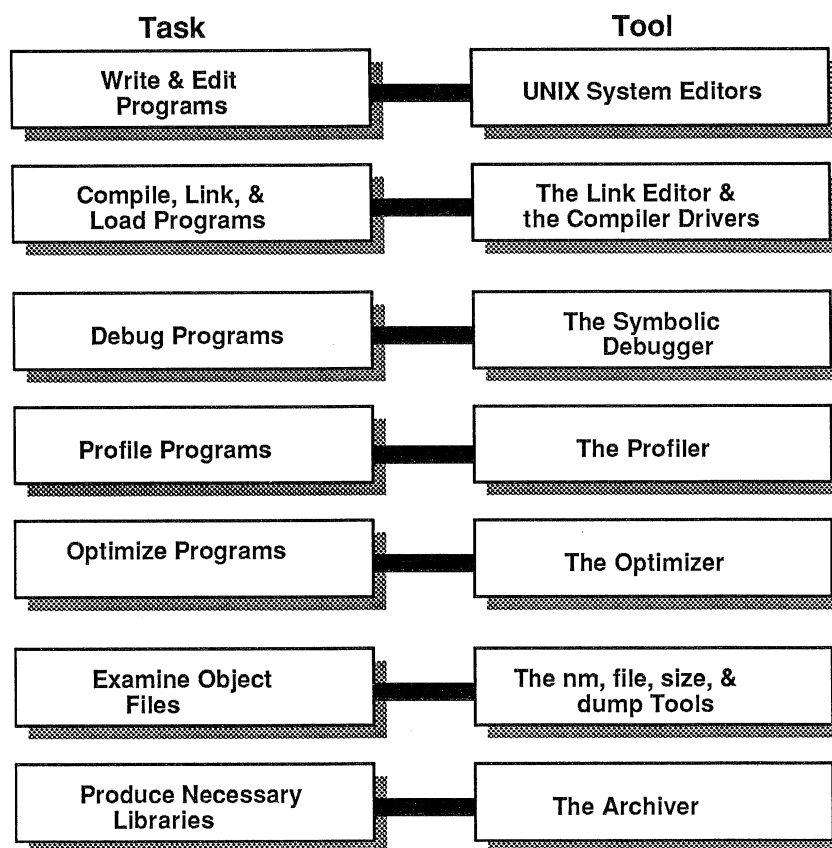 Task
Tool
Write & Edit
Programs
UNIX System Editors
Compile, Link, &
Load Programs
The Link Editor &
the Compiler Drivers
Debug Programs
The Symbolic
Debugger
Profile Programs
The Profiler
Optimize Programs
The Optimizer
Examine Object
Files
The nm, file, size, &
dump Tools
Produce Necessary
Libraries
The Archiver